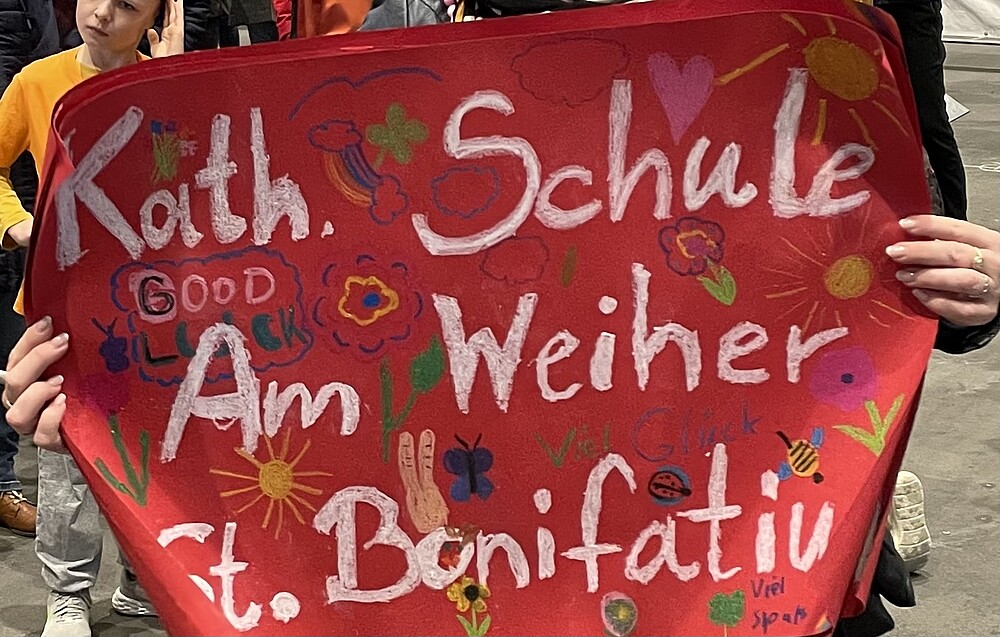 Kath. Schule
GOOD
LUCK
Am Weiher
Viel Glück
St. Bonifatiu
Viel
Spaß